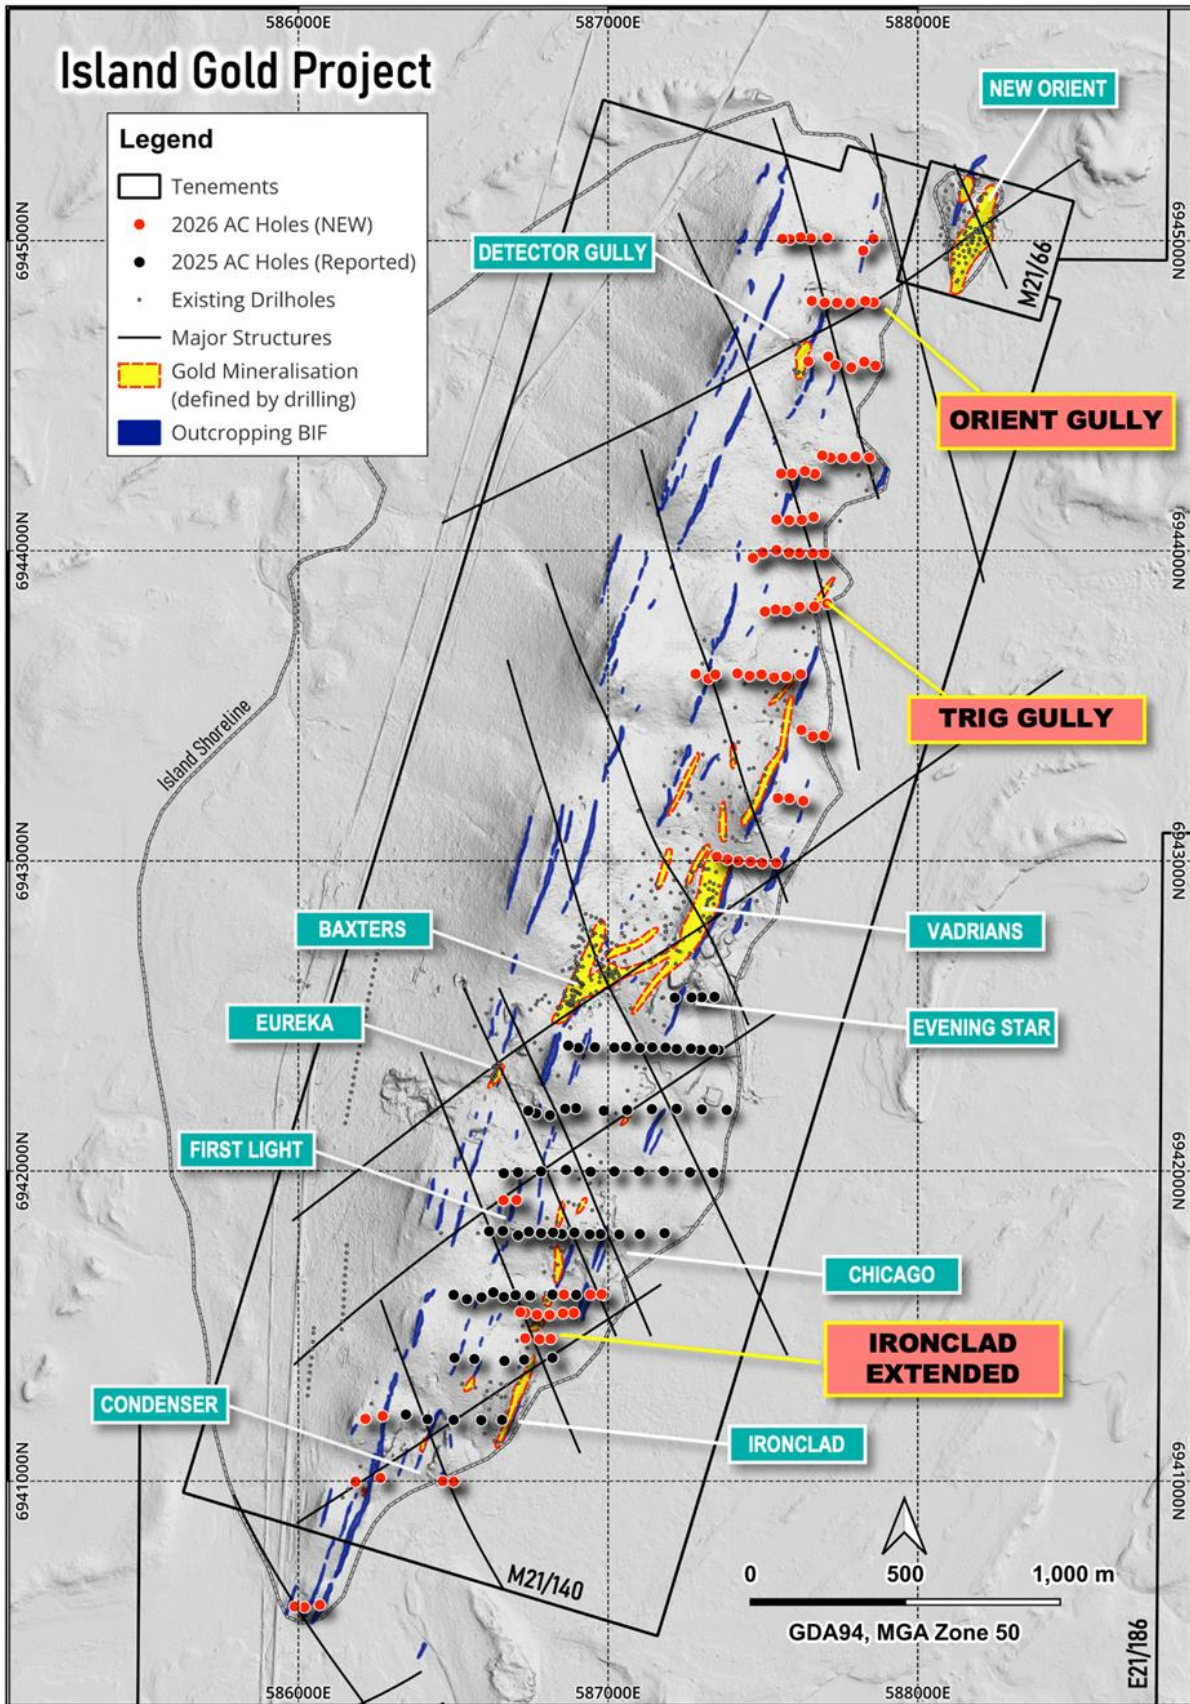 586000E
587000E
588000E
Island Gold Project
Legend
Tenements
2026 AC Holes (NEW)
2025 AC Holes (Reported)
Existing Drilholes
Major Structures
Gold Mineralisation
(defined by drilling)
Outcropping BIF
NEW ORIENT
6945000N
6945000N
DETECTOR GULLY
M21/66
ORIENT GULLY
6944000N
6944000N
TRIG GULLY
Island Shoreline
6943000N
6943000N
BAXTERS
VADRIANS
EUREKA
EVENING STAR
FIRST LIGHT
6942000N
6942000N
CHICAGO
IRONCLAD
EXTENDED
CONDENSER
IRONCLAD
6941000N
6941000N
M21/140
0
500
1,000 m
GDA94, MGA Zone 50
E21/186
586000E
587000E
588000E